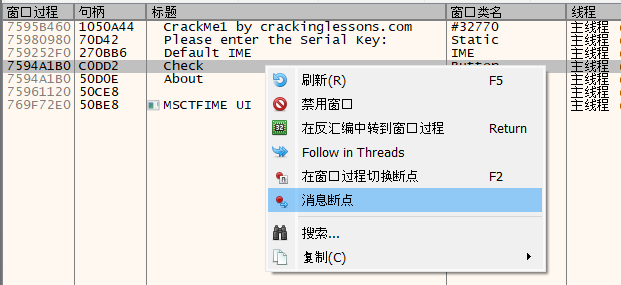 窗口过程 句柄 标题 窗口类名 线程
7595B460 1050A44 CrackMe1 by crackinglessons.com #32770 主线程
75980980 70D42 Please enter the Serial Key: Static 主线程
759252F0 270BB6 Default IME IME 主线程
7594A1B0 C0DD2 Check Button 主线程
7594A1B0 50D0E About 主线程
75961120 50CE8 主线程
769F72E0 50BE8 MSCTFIME UI 主线程
刷新(R) F5
禁用窗口
在反汇编中转到窗口过程 Return
Follow in Threads
在窗口过程切换断点 F2
消息断点
搜索...
复制(C)